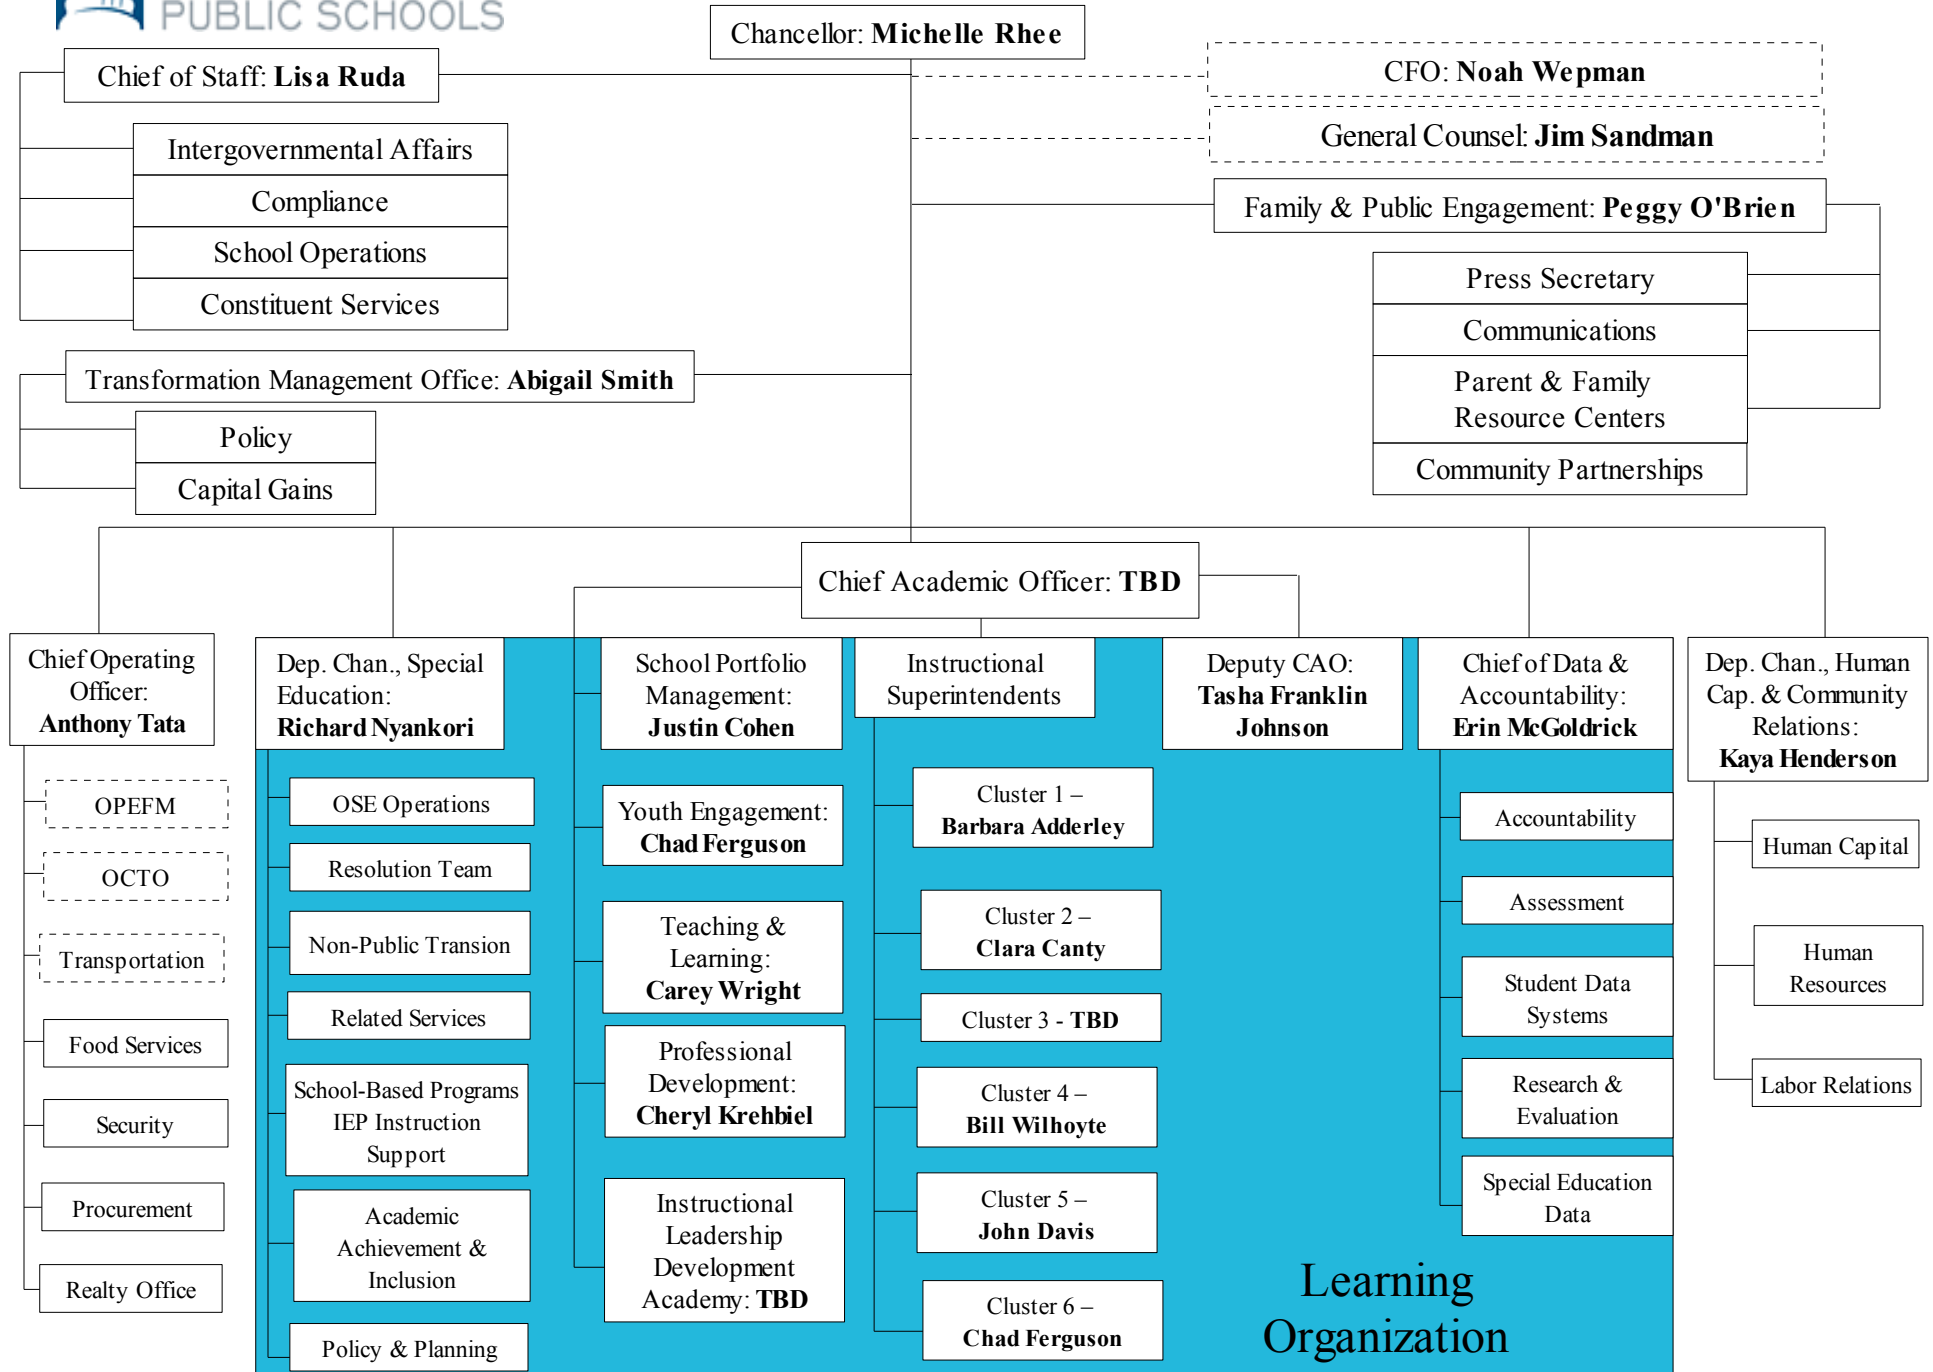 PUBLIC SCHOOLS
Chancellor: Michelle Rhee
Chief of Staff: Lisa Ruda
CFO: Noah Wepman
General Counsel: Jim Sandman
Intergovernmental Affairs
Compliance
School Operations
Constituent Services
Family & Public Engagement: Peggy O'Brien
Press Secretary
Communications
Parent & Family
Resource Centers
Community Partnerships
Transformation Management Office: Abigail Smith
Policy
Capital Gains
Chief Academic Officer: TBD
Chief Operating
Officer:
Anthony Tata
OPEFM
OCTO
Transportation
Food Services
Security
Procurement
Realty Office
Dep. Chan., Special
Education:
Richard Nyankori
OSE Operations
Resolution Team
Non-Public Transion
Related Services
School-Based Programs
IEP Instruction
Support
Academic
Achievement &
Inclusion
Policy & Planning
School Portfolio
Management:
Justin Cohen
Youth Engagement:
Chad Ferguson
Teaching &
Learning:
Carey Wright
Professional
Development:
Cheryl Krehbiel
Instructional
Leadership
Development
Academy: TBD
Instructional
Superintendents
Cluster 1 –
Barbara Adderley
Cluster 2 –
Clara Canty
Cluster 3 - TBD
Cluster 4 –
Bill Wilhoyte
Cluster 5 –
John Davis
Cluster 6 –
Chad Ferguson
Deputy CAO:
Tasha Franklin
Johnson
Chief of Data &
Accountability:
Erin McGoldrick
Accountability
Assessment
Student Data
Systems
Research &
Evaluation
Special Education
Data
Dep. Chan., Human
Cap. & Community
Relations:
Kaya Henderson
Human Capital
Human
Resources
Labor Relations
Learning
Organization